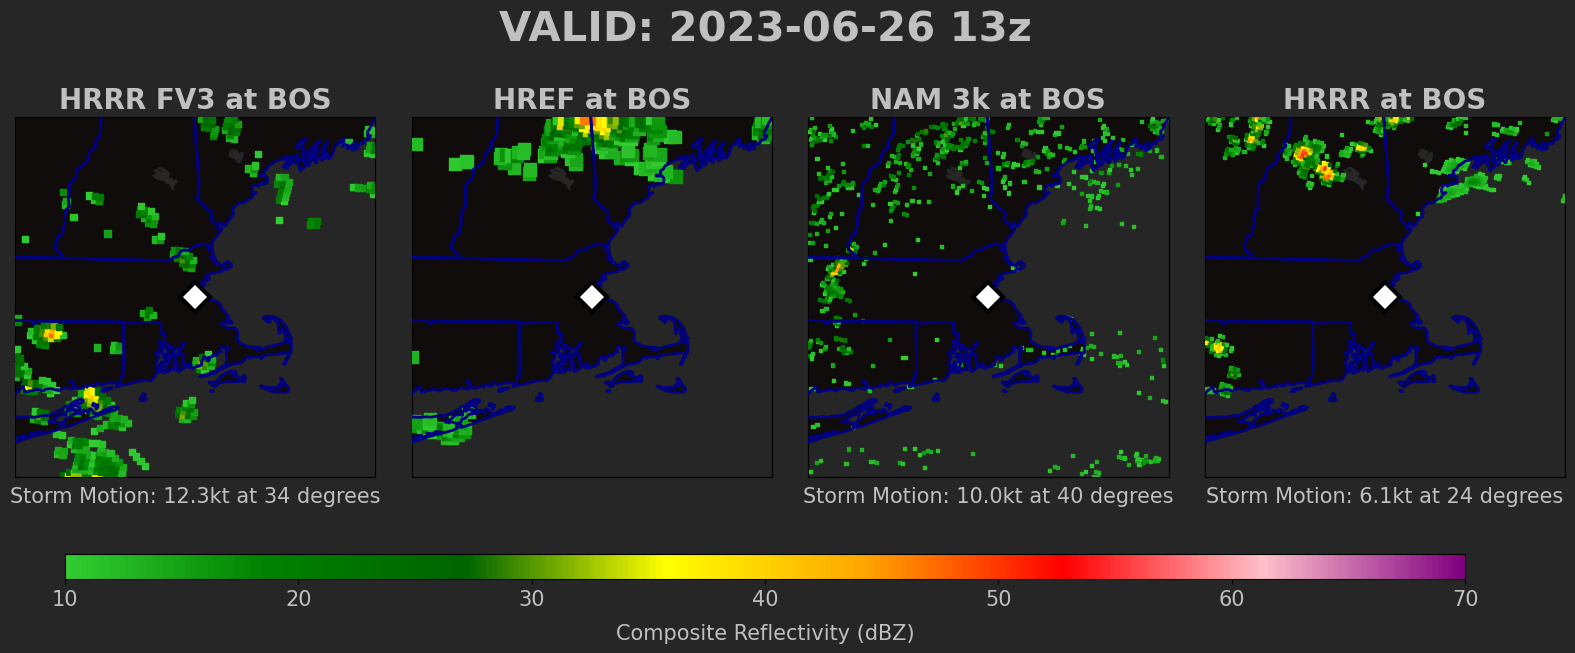 VALID: 2023-06-26 13z
HRRR FV3 at BOS
HREF at BOS
NAM 3k at BOS
HRRR at BOS
Storm Motion: 12.3kt at 34 degrees
Storm Motion: 10.0kt at 40 degrees
Storm Motion: 6.1kt at 24 degrees
10 20 30 40 50 60 70
Composite Reflectivity (dBZ)